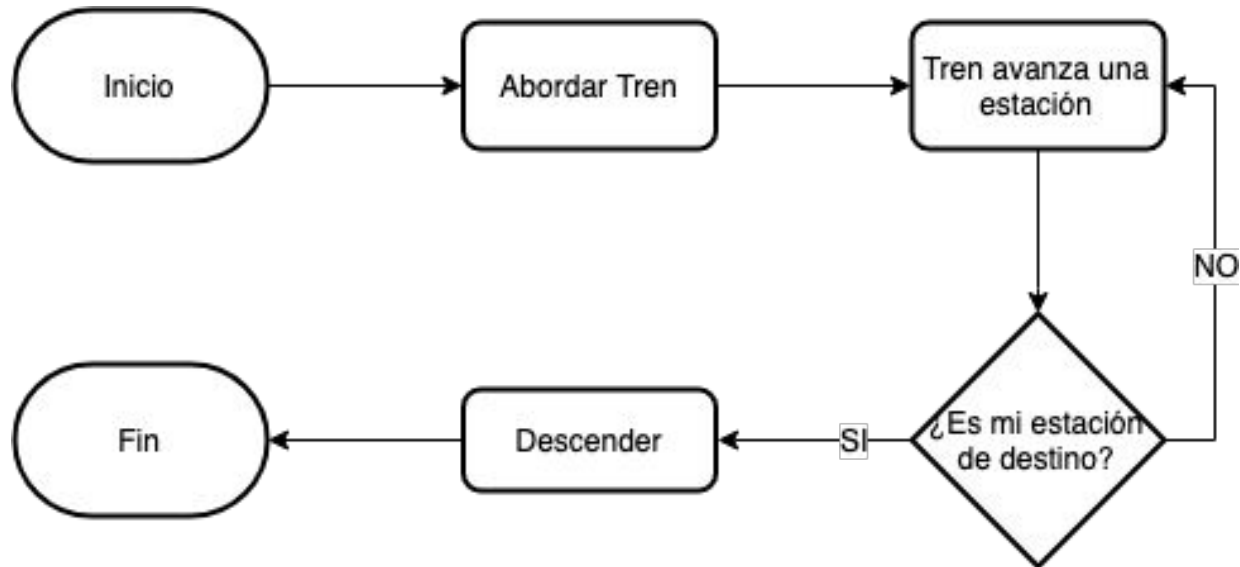 Inicio
Abordar Tren
Tren avanza una
estación
NO
¿Es mi estación
de destino?
SI
Descender
Fin